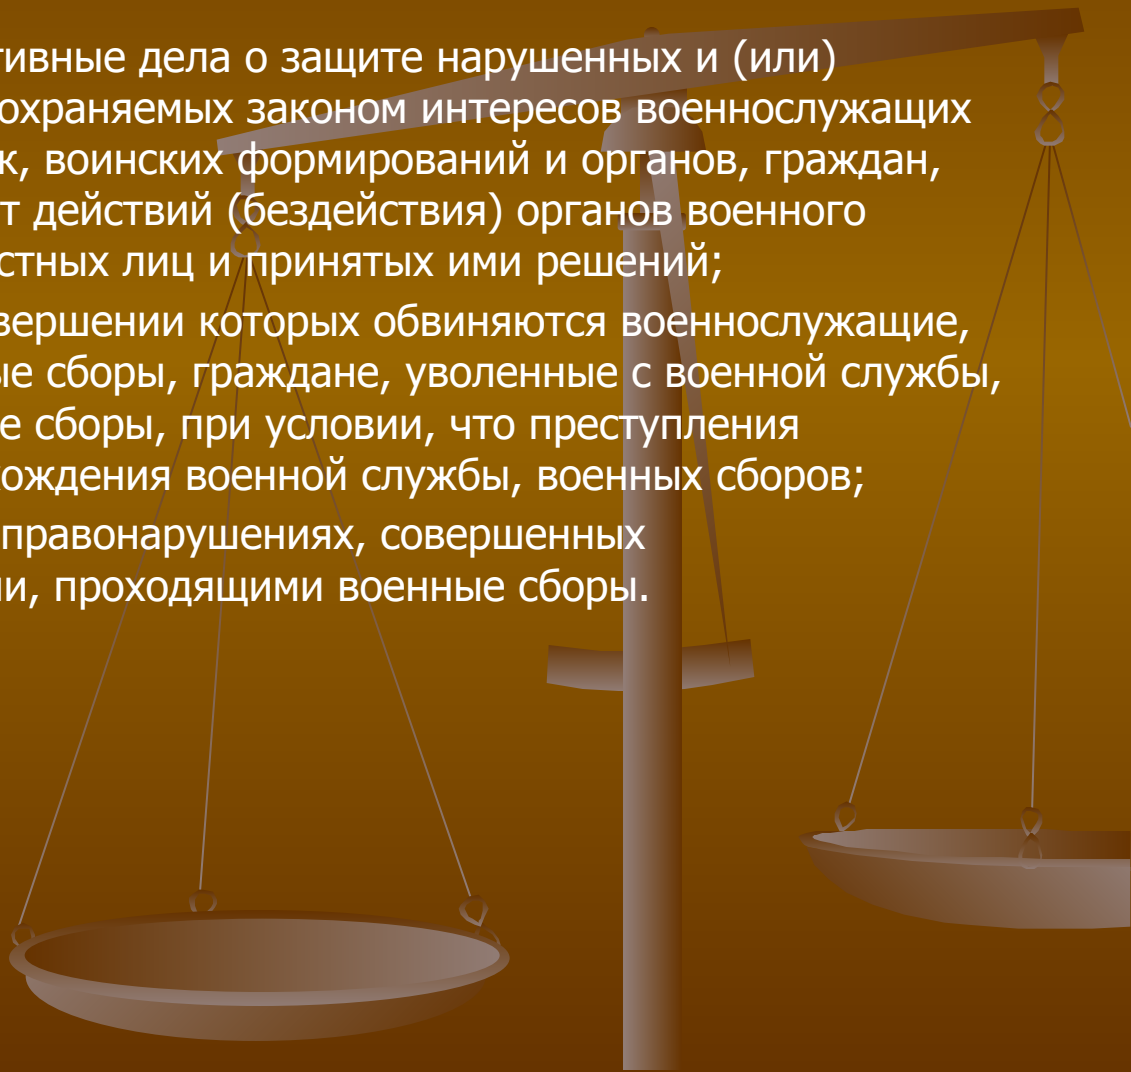 тивные дела о защите нарушенных и (или)
охраняемых законом интересов военнослужащих
к, воинских формирований и органов, граждан,
т действий (бездействия) органов военного
стных лиц и принятых ими решений;
вершении которых обвиняются военнослужащие,
ые сборы, граждане, уволенные с военной службы,
е сборы, при условии, что преступления
ождения военной службы, военных сборов;
правонарушениях, совершенных
ми, проходящими военные сборы.